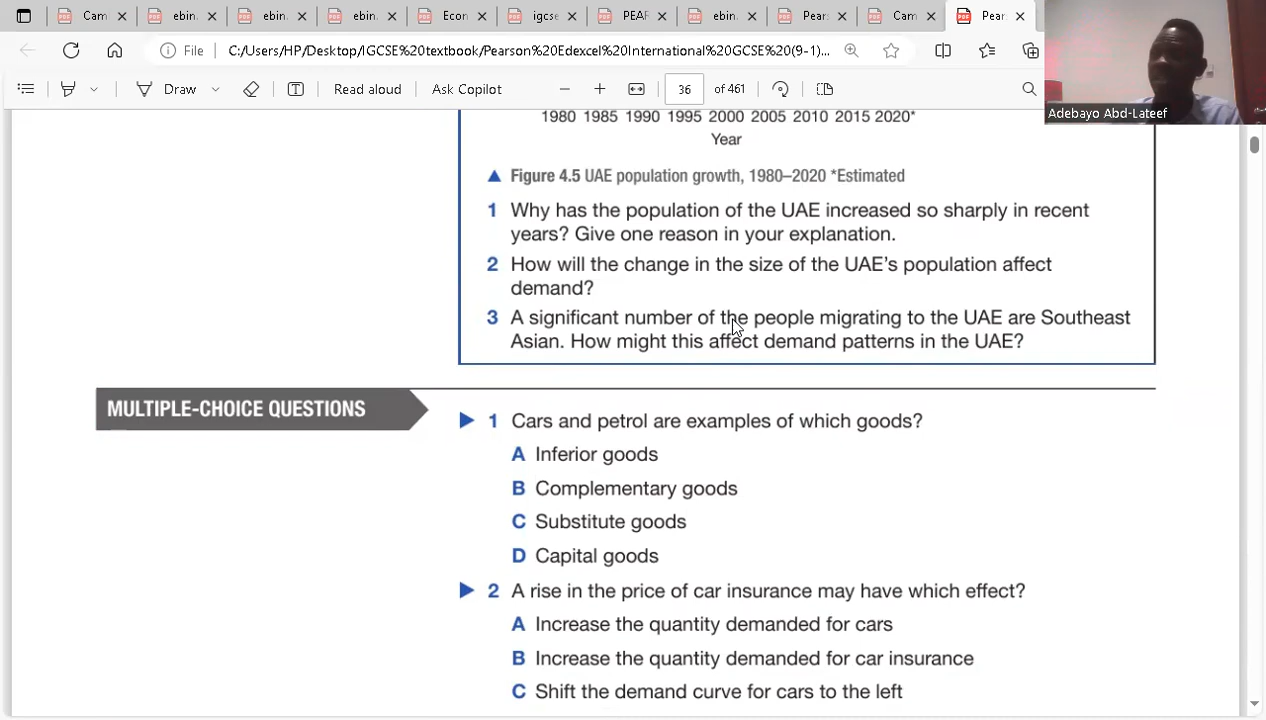 Cam
ebin.
ebin.
ebin.
Econ
igcse
PEAR
ebin.
Pears
Cam
Pear
File
C:/Users/HP/Desktop/IGCSE%20textbook/Pearson%20Edexcel%20International%20GCSE%20(9-1)...
Draw
Read aloud
Ask Copilot
36
of 461
Adebayo Abd-Lateef
1980 1985 1990 1995 2000 2005 2010 2015 2020*
Year
▲ Figure 4.5 UAE population growth, 1980–2020 *Estimated
1 Why has the population of the UAE increased so sharply in recent
years? Give one reason in your explanation.
2 How will the change in the size of the UAE's population affect
demand?
3 A significant number of the people migrating to the UAE are Southeast
Asian. How might this affect demand patterns in the UAE?
MULTIPLE-CHOICE QUESTIONS
1 Cars and petrol are examples of which goods?
A Inferior goods
B Complementary goods
C Substitute goods
D Capital goods
2 A rise in the price of car insurance may have which effect?
A Increase the quantity demanded for cars
B Increase the quantity demanded for car insurance
C Shift the demand curve for cars to the left